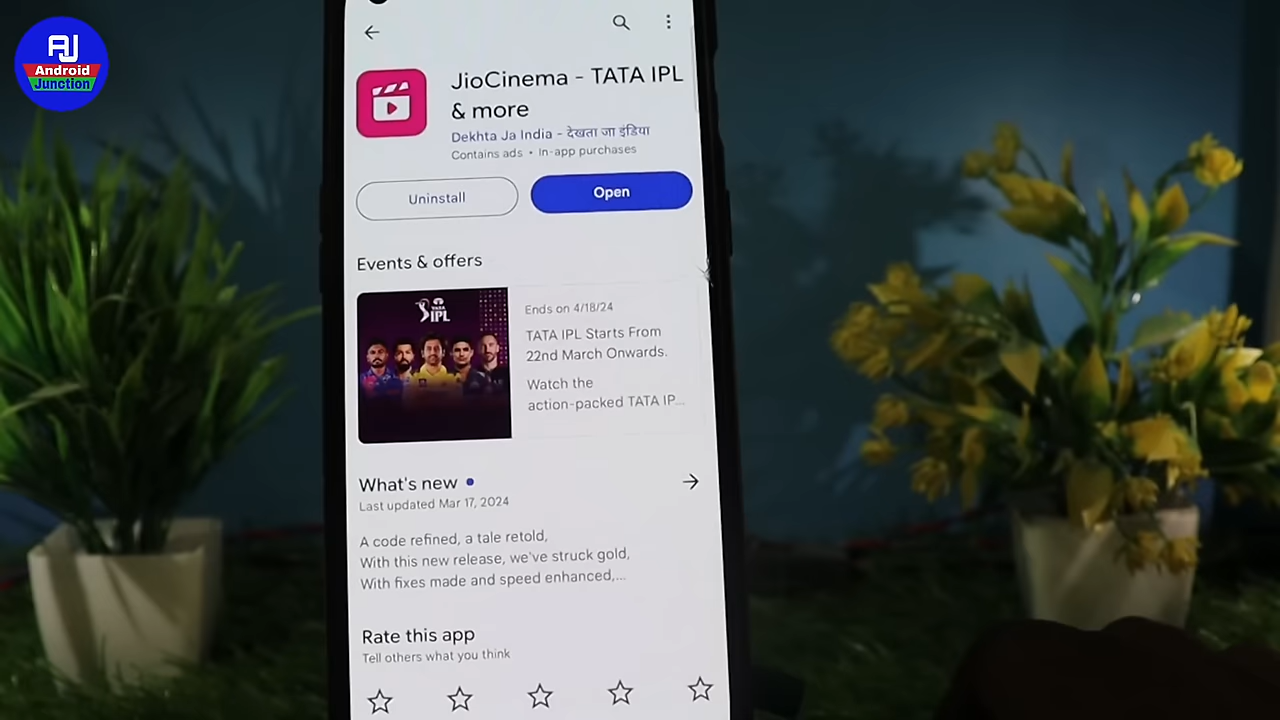 AJ
Android
Junction
JioCinema - TATA IPL
& more
Dekhta Ja India - देखता जा इंडिया
Contains ads • In-app purchases
Uninstall
Open
Events & offers
TATA
IPL
Ends on 4/18/24
TATA IPL Starts From
22nd March Onwards.
Watch the
action-packed TATA IP...
What's new
Last updated Mar 17, 2024
A code refined, a tale retold,
With this new release, we've struck gold,
With fixes made and speed enhanced,...
Rate this app
Tell others what you think